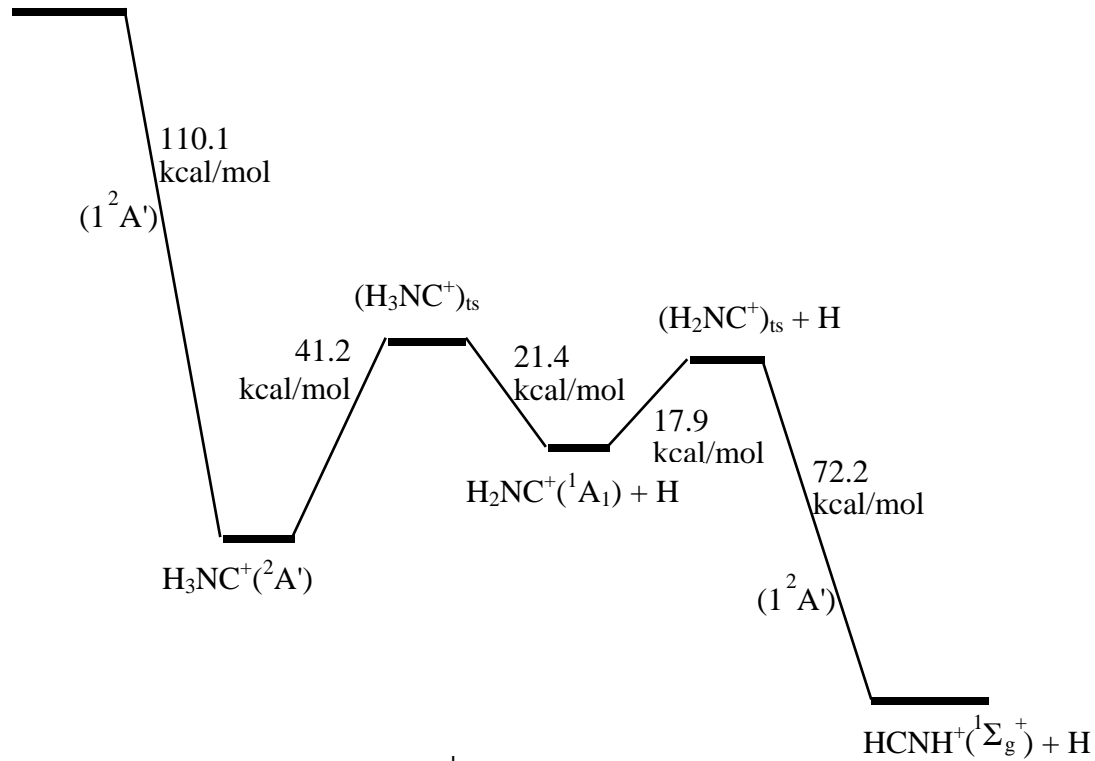 110.1
kcal/mol
(1²A')
(H₃NC⁺)ₜₛ
(H₂NC⁺)ₜₛ + H
41.2
kcal/mol
21.4
kcal/mol
17.9
kcal/mol
72.2
kcal/mol
H₂NC⁺(¹A₁) + H
H₃NC⁺(²A')
(1²A')
HCNH⁺(¹Σg⁺) + H